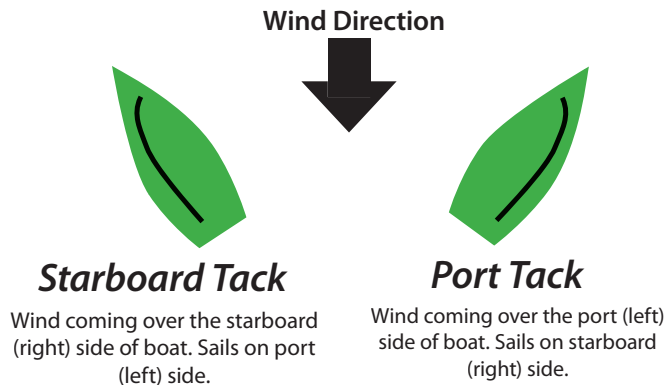 Wind Direction
Starboard Tack
Wind coming over the starboard
(right) side of boat. Sails on port
(left) side.
Port Tack
Wind coming over the port (left)
side of boat. Sails on starboard
(right) side.